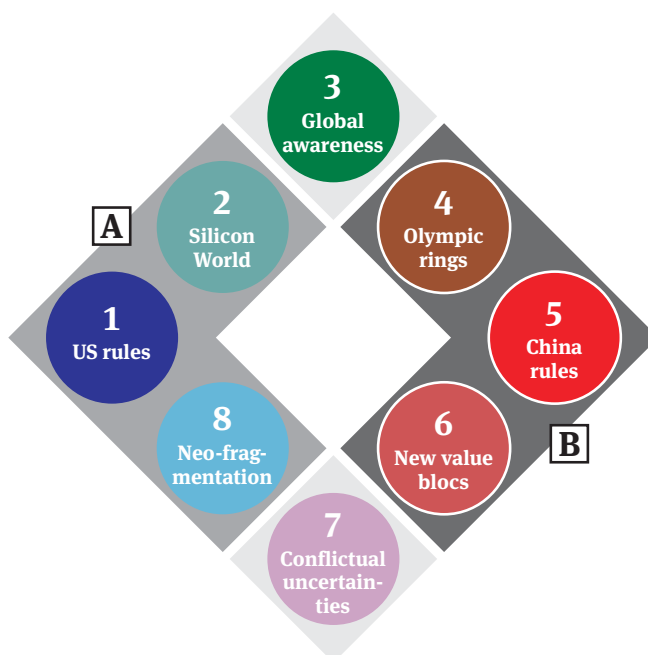 3
Global
awareness
2
Silicon
World
4
Olympic
rings
A
1
US rules
5
China
rules
8
Neo-frag-
mentation
6
New value
blocs
B
7
Conflictual
uncertain-
ties